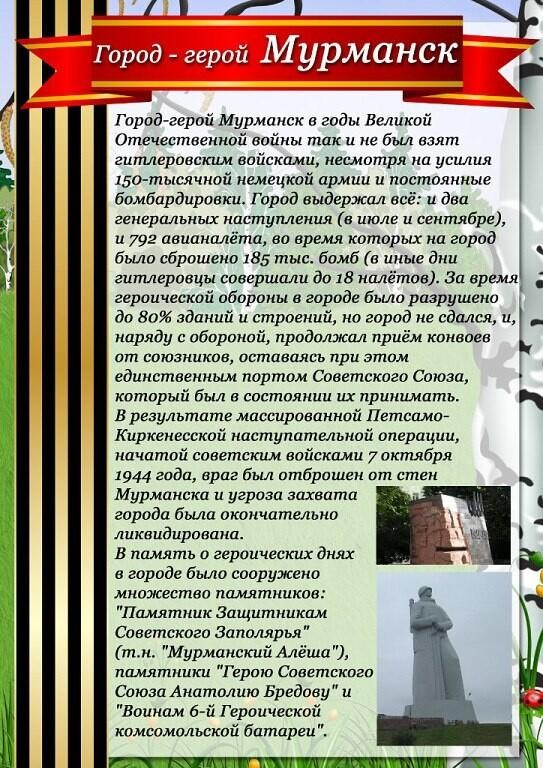 Город - герой Мурманск
Город-герой Мурманск в годы Великой
Отечественной войны так и не был взят
гитлеровским войсками, несмотря на усилия
150-тысячной немецкой армии и постоянные
бомбардировки. Город выдержал всё: и два
генеральных наступления (в июле и сентябре),
и 792 авианалёта, во время которых на город
было сброшено 185 тыс. бомб (в иные дни
гитлеровцы совершали до 18 налётов). За время
героической обороны в городе было разрушено
до 80% зданий и строений, но город не сдался, и,
наряду с обороной, продолжал приём конвоев
от союзников, оставаясь при этом
единственным портом Советского Союза,
который был в состоянии их принимать.
В результате массированной Петсамо-
Киркенесской наступательной операции,
начатой советским войсками 7 октября
1944 года, враг был отброшен от стен
Мурманска и угроза захвата
города была окончательно
ликвидирована.
В память о героических днях
в городе было сооружено
множество памятников:
"Памятник Защитникам
Советского Заполярья"
(т.н. "Мурманский Алёша"),
памятники "Герою Советского
Союза Анатолию Бредову" и
"Воинам 6-й Героической
комсомольской батареи".